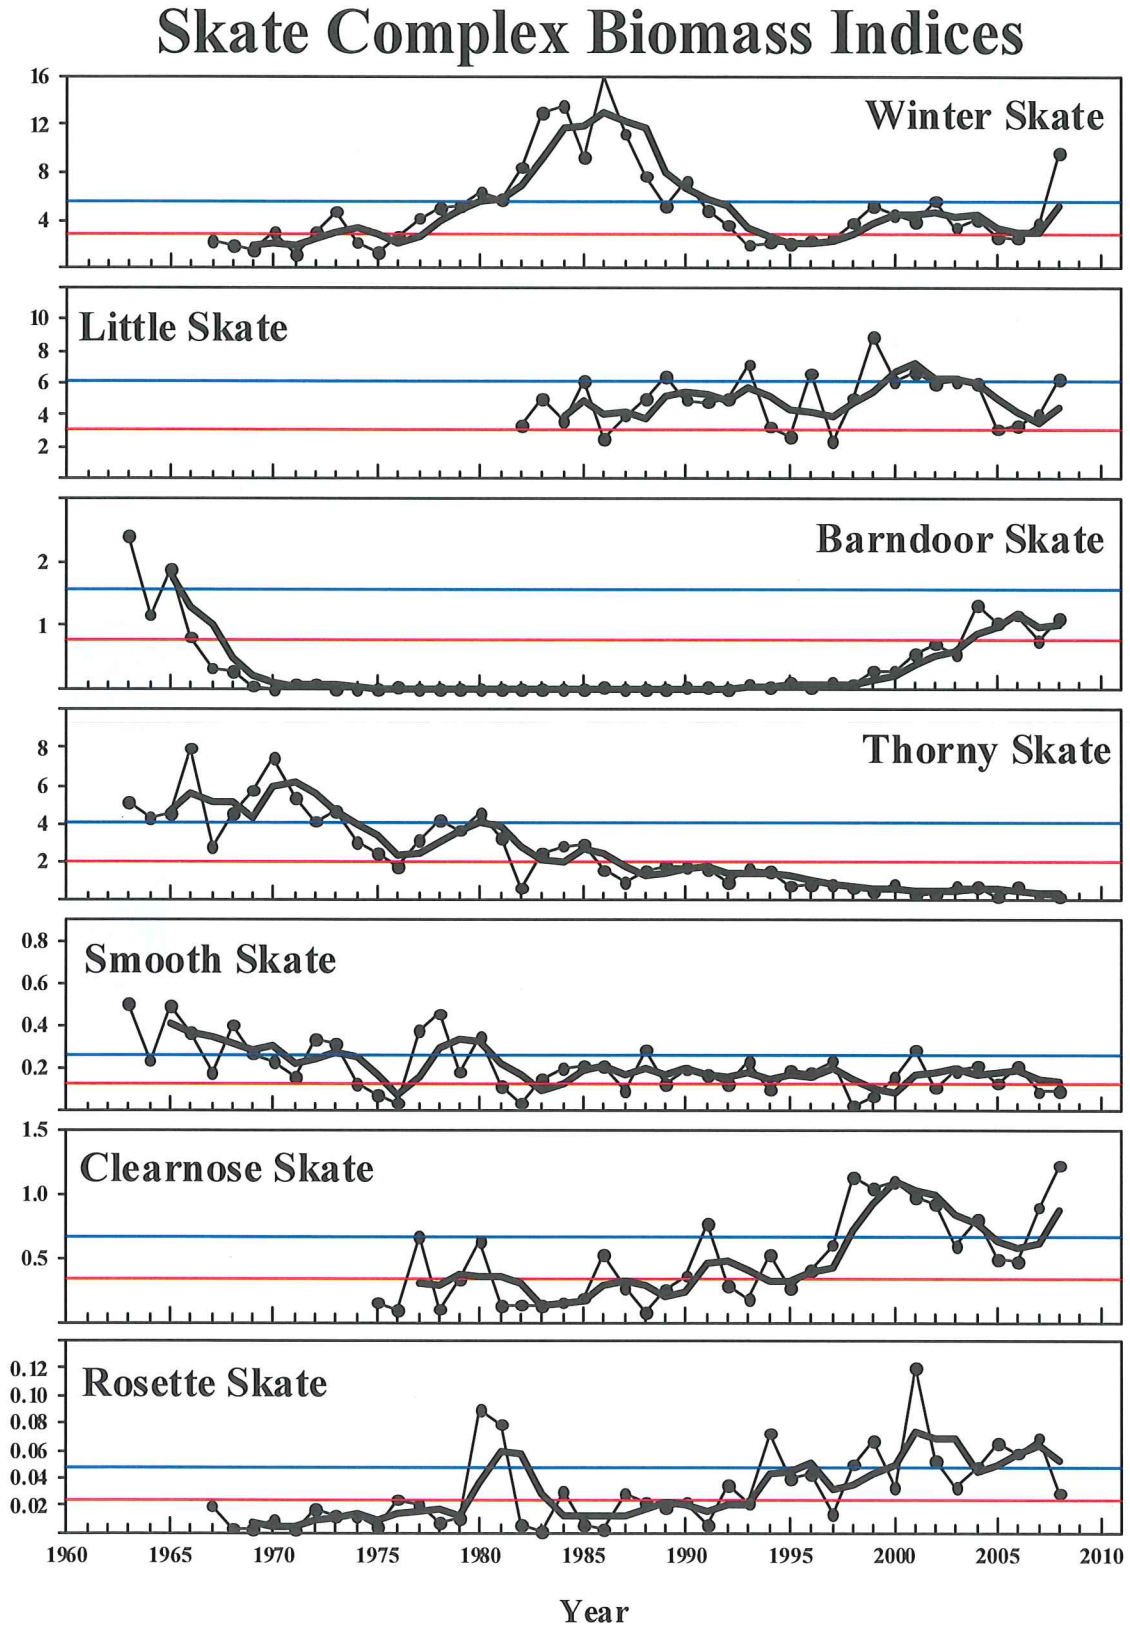 Skate Complex Biomass Indices
16
12
8
4
Winter Skate
10
8
6
4
2
Little Skate
2
1
Barndoor Skate
8
6
4
2
Thorny Skate
0.8
0.6
0.4
0.2
Smooth Skate
1.5
1.0
0.5
Clearnose Skate
0.12
0.10
0.08
0.06
0.04
0.02
Rosette Skate
1960 1965 1970 1975 1980 1985 1990 1995 2000 2005 2010
Year